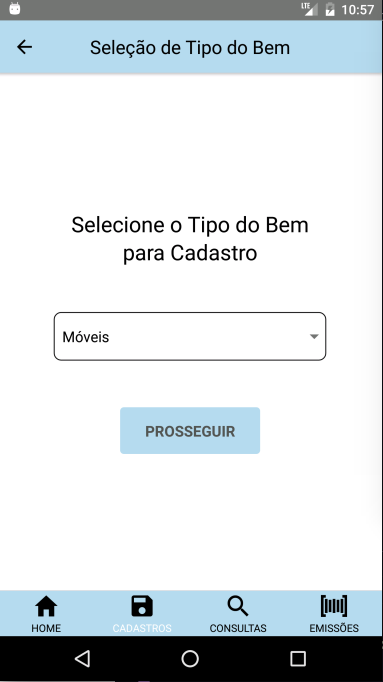 LTE 10:57
Seleção de Tipo do Bem
Selecione o Tipo do Bem
para Cadastro
Móveis
PROSSEGUIR
HOME CADASTROS CONSULTAS EMISSÕES